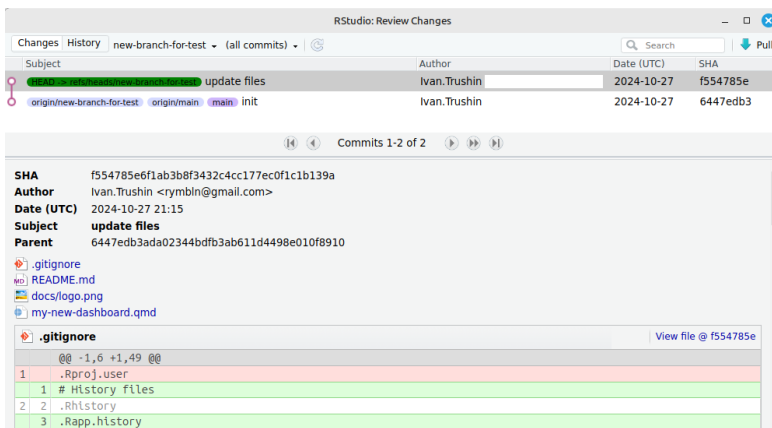 RStudio: Review Changes
Changes History new-branch-for-test (all commits) Search Pull
Subject Author Date (UTC) SHA
HEAD -> refs/heads/new-branch-for-test update files Ivan.Trushin 2024-10-27 f554785e
origin/new-branch-for-test origin/main main init Ivan.Trushin 2024-10-27 6447edb3
Commits 1-2 of 2
SHA f554785e6f1ab3b8f3432c4cc177ec0f1c1b139a
Author Ivan.Trushin <rymbln@gmail.com>
Date (UTC) 2024-10-27 21:15
Subject update files
Parent 6447edb3ada02344bdfb3ab611d4498e010f8910
.gitignore
MD README.md
docs/logo.png
my-new-dashboard.qmd
.gitignore View file @ f554785e
@@ -1,6 +1,49 @@
1 .Rproj.user
1 # History files
2 2 .Rhistory
3 .Rapp.history